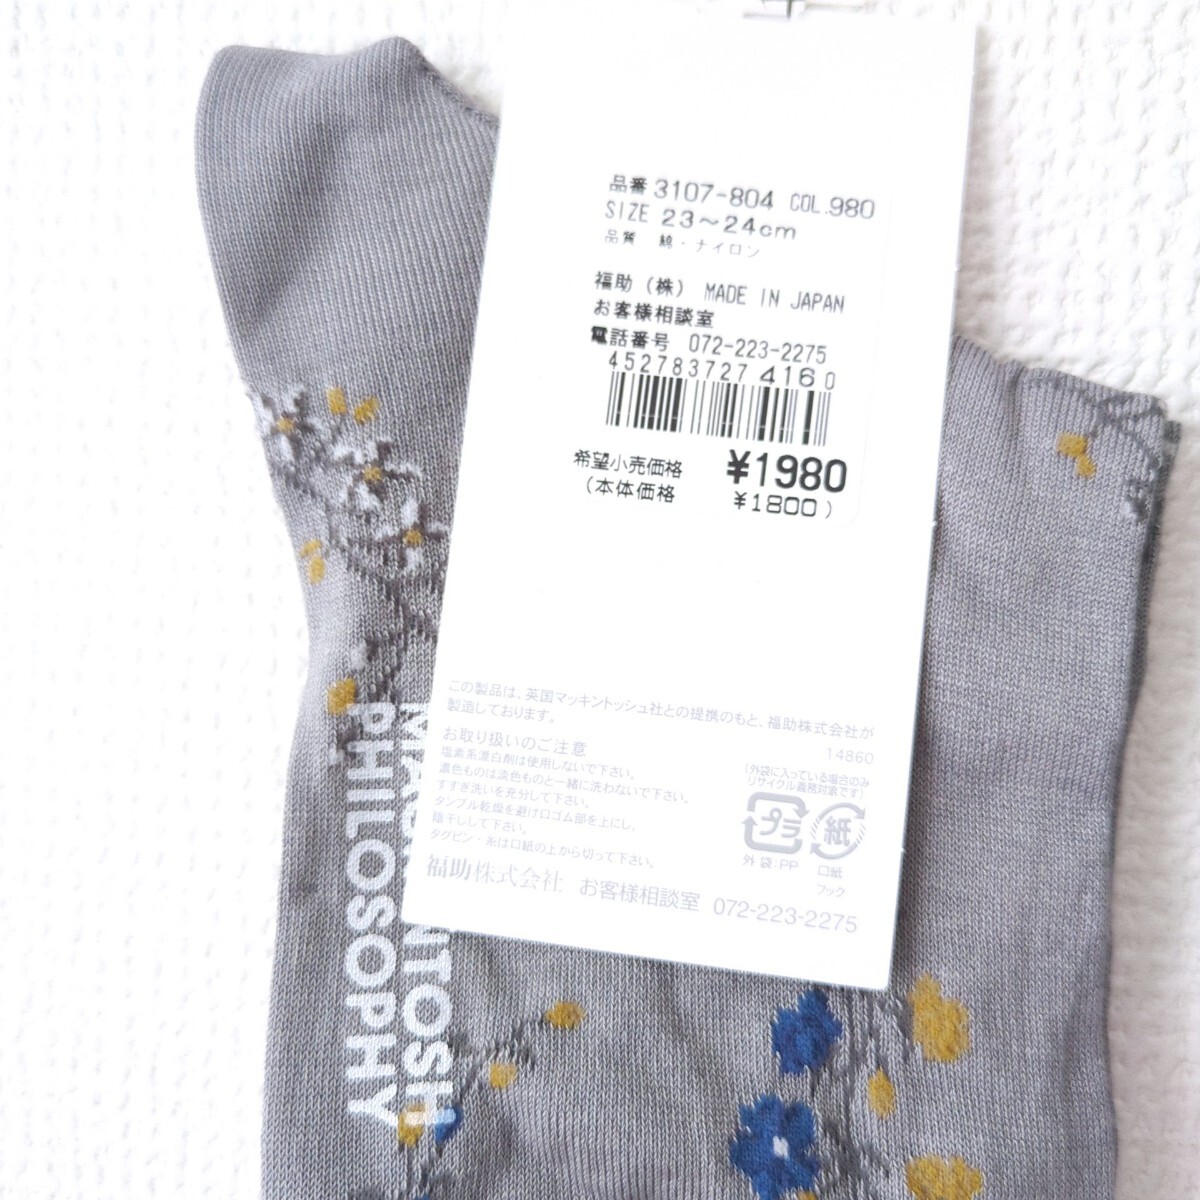 品番 3107-804 COL.980
SIZE 23～24cm
品質 綿・ナイロン
福助（株） MADE IN JAPAN
お客様相談室
電話番号 072-223-2275
4527837274160
希望小売価格 ¥1980
（本体価格 ¥1800）
この製品は、英国マッキントッシュ社との提携のもと、福助株式会社が
製造しております。
14860
お取り扱いのご注意
塩素系漂白剤は使用しないで下さい。
濃色ものは淡色ものと一緒に洗わないで下さい。
すすぎ洗いを充分して下さい。
タンブル乾燥を避け口ゴム部を上にし、
陰干しして下さい。
タグピン・糸は口紙の上から切って下さい。
(外袋に入っている場合のみ
リサイクル義務対象です)
プラ
紙
外袋:PP
口紙
フック
福助株式会社 お客様相談室 072-223-2275
NTOSH
PHILOSOPHY